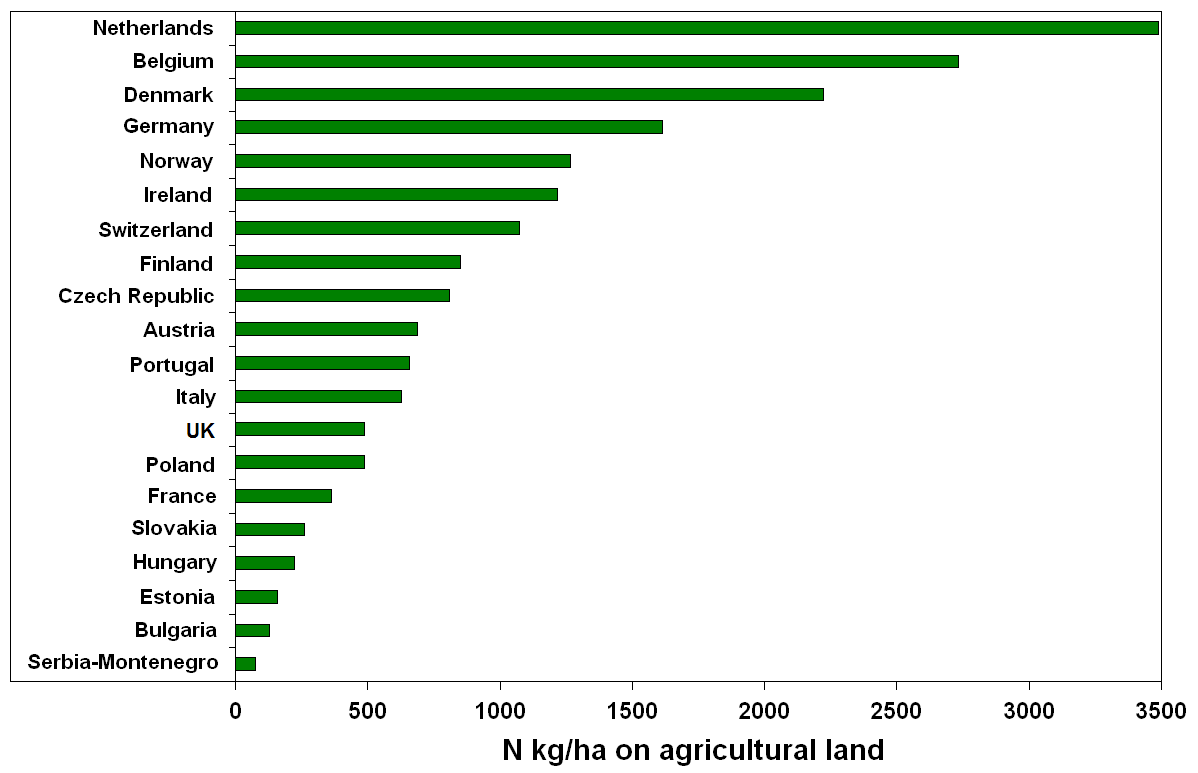 Netherlands
Belgium
Denmark
Germany
Norway
Ireland
Switzerland
Finland
Czech Republic
Austria
Portugal
Italy
UK
Poland
France
Slovakia
Hungary
Estonia
Bulgaria
Serbia-Montenegro
0 500 1000 1500 2000 2500 3000 3500
N kg/ha on agricultural land